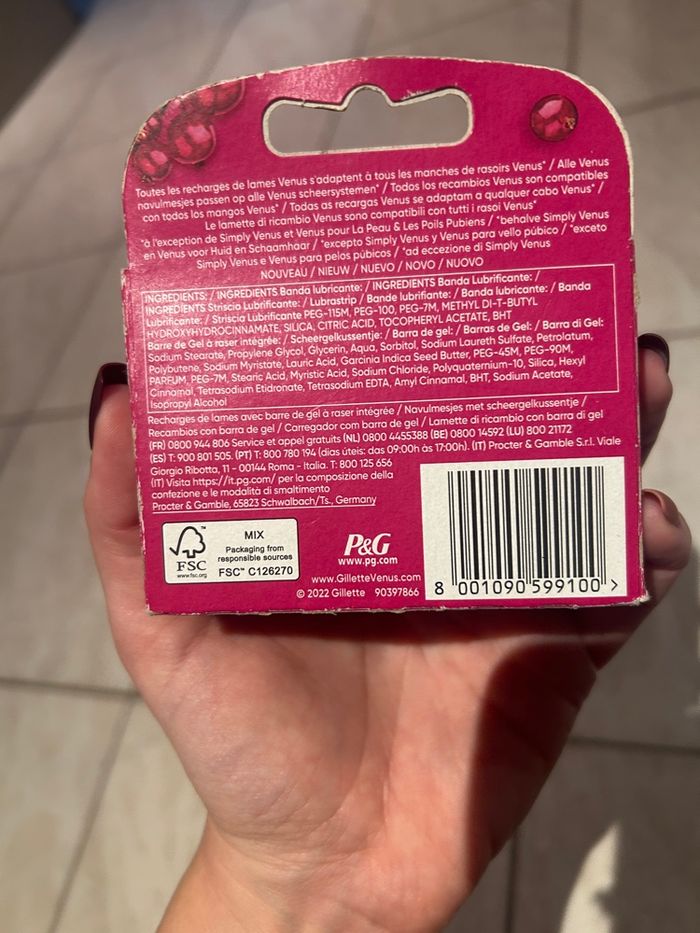 Toutes les recharges de lames Venus s'adaptent à tous les manches de rasoirs Venus* / Alle Venus
navulmesjes passen op alle Venus scheersystemen* / Todos los recambios Venus son compatibles
con todos los mangos Venus* / Todas as recargas Venus se adaptam a qualquer cabo Venus* /
Le lamette di ricambio Venus sono compatibili con tutti i rasoi Venus*
*à l'exception de Simply Venus et Venus pour La Peau & Les Poils Pubiens / *behalve Simply Venus
en Venus voor Huid en Schaamhaar / *excepto Simply Venus y Venus para vello púbico / *exceto
Simply Venus e Venus para pelos púbicos / *ad eccezione di Simply Venus
NOUVEAU / NIEUW / NUEVO / NOVO / NUOVO
INGREDIENTS: / INGREDIENTS Banda Lubrificante: /
INGREDIENTS Striscia Lubrificante: / Lubrastrip / Bande lubrifiante: / Banda lubricante: / Banda
Lubrificante: / Striscia Lubrificante PEG-115M, PEG-100, PEG-7M, METHYL DI-T-BUTYL
HYDROXYHYDROCINNAMATE, SILICA, CITRIC ACID, TOCOPHERYL ACETATE, BHT
Barre de Gel à raser intégrée: / Scheergelkussentje: / Barra de gel: / Barras de Gel: / Barra di Gel:
Sodium Stearate, Propylene Glycol, Glycerin, Aqua, Sorbitol, Sodium Laureth Sulfate, Petrolatum,
Polybutene, Sodium Myristate, Lauric Acid, Garcinia Indica Seed Butter, PEG-45M, PEG-90M,
PARFUM, PEG-7M, Stearic Acid, Myristic Acid, Sodium Chloride, Polyquaternium-10, Silica, Hexyl
Cinnamal, Tetrasodium Etidronate, Tetrasodium EDTA, Amyl Cinnamal, BHT, Sodium Acetate,
Isopropyl Alcohol
Recharges de lames avec barre de gel à raser intégrée / Navulmesjes met scheergelkussentje /
Recambios con barra de gel / Carregador com barra de gel / Lamette di ricambio con barra di gel
(FR) 0800 944 806 Service et appel gratuits (NL) 0800 4455388 (BE) 0800 14592 (LU) 800 21172
(ES) T: 900 801 505. (PT) T: 800 780 194 (dias úteis: das 09:00h às 17:00h). (IT) Procter & Gamble S.r.l. Viale
Giorgio Ribotta, 11 - 00144 Roma - Italia. T: 800 125 656
(IT) Visita https://it.pg.com/ per la composizione della
confezione e le modalità di smaltimento
Procter & Gamble, 65823 Schwalbach/Ts., Germany
FSC™
www.fsc.org
MIX
Packaging from
responsible sources
FSC™ C126270
P&G
www.pg.com
www.GilletteVenus.com
© 2022 Gillette 90397866
8 001090 599100 >